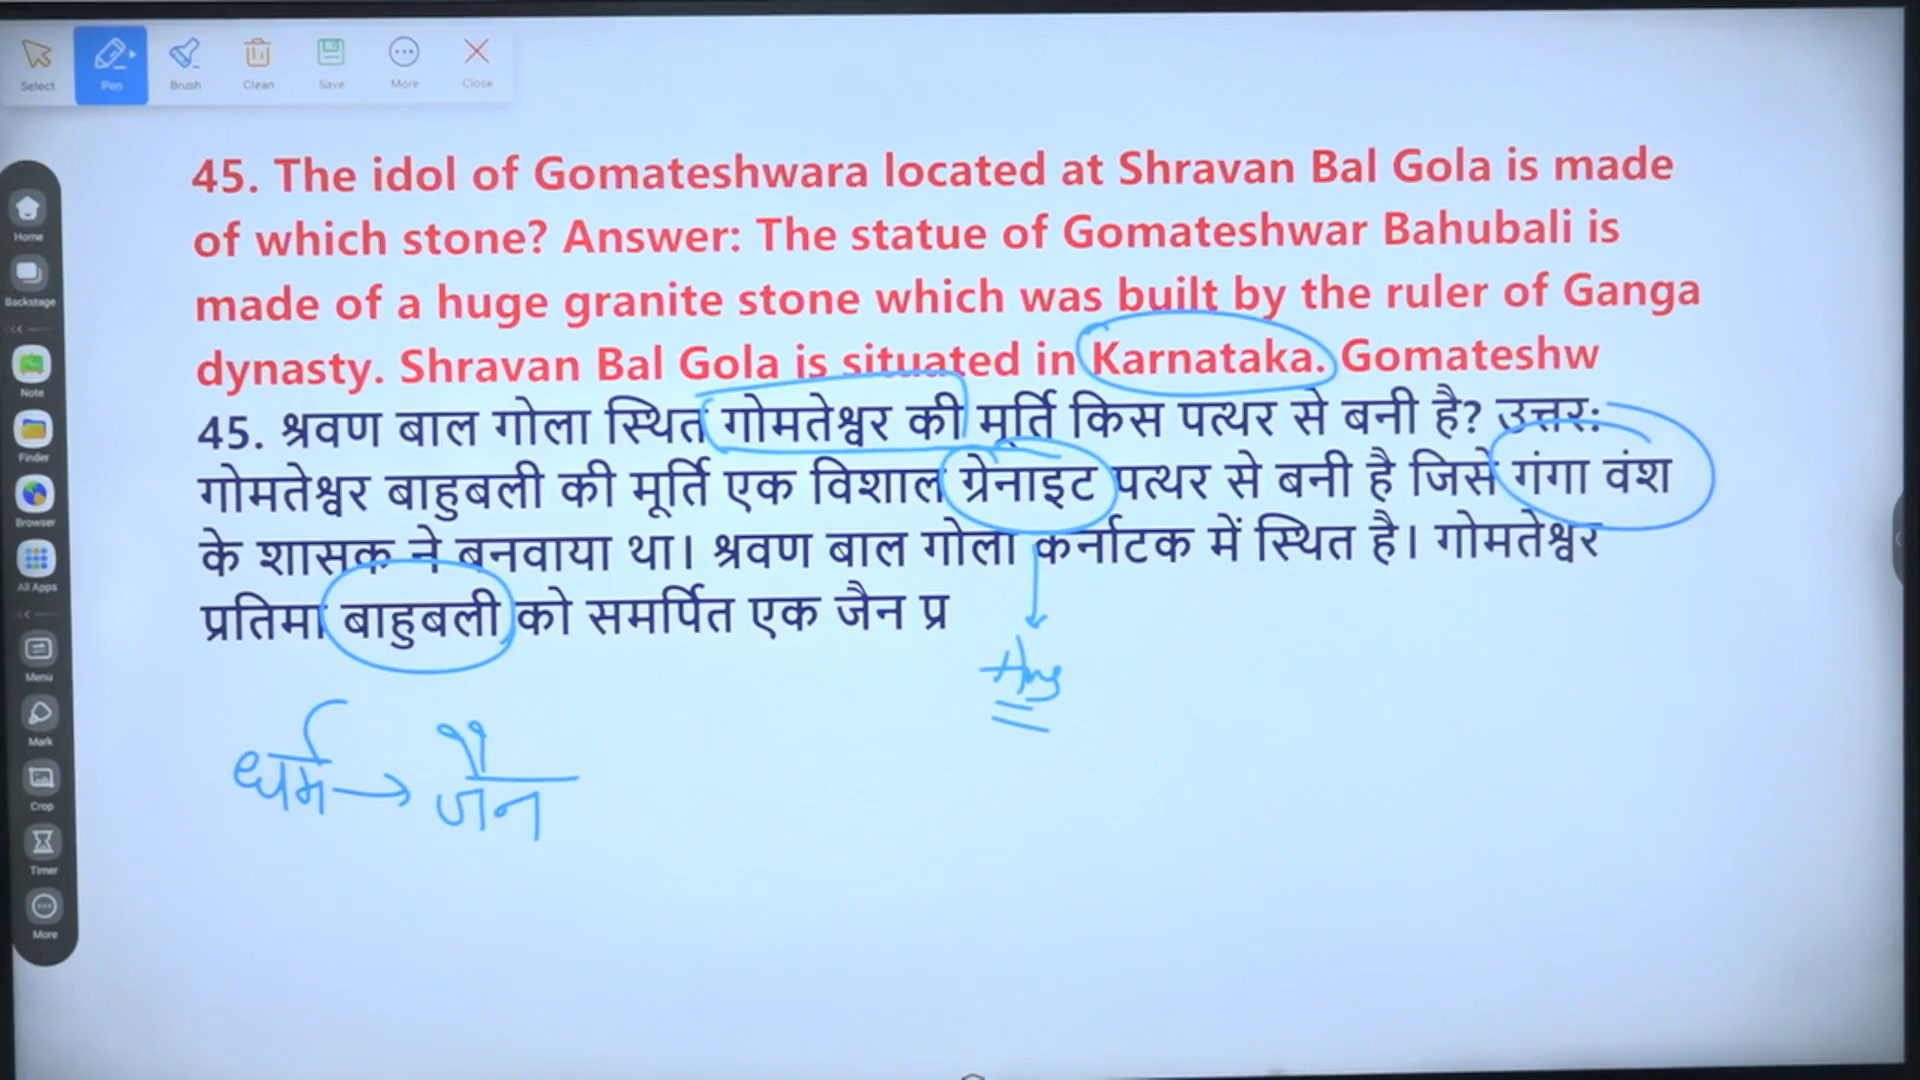 Select Pen Brush Clean Save More Close
45. The idol of Gomateshwara located at Shravan Bal Gola is made
of which stone? Answer: The statue of Gomateshwar Bahubali is
made of a huge granite stone which was built by the ruler of Ganga
dynasty. Shravan Bal Gola is situated in Karnataka. Gomateshw
45. श्रवण बाल गोला स्थित गोमतेश्वर की मूर्ति किस पत्थर से बनी है? उत्तर:
गोमतेश्वर बाहुबली की मूर्ति एक विशाल ग्रेनाइट पत्थर से बनी है जिसे गंगा वंश
के शासक ने बनवाया था। श्रवण बाल गोला कर्नाटक में स्थित है। गोमतेश्वर
प्रतिमा बाहुबली को समर्पित एक जैन प्र
Ans
धर्म → जैन
Home
Backstage
Note
Finder
Browser
All Apps
Menu
Mark
Crop
Timer
More